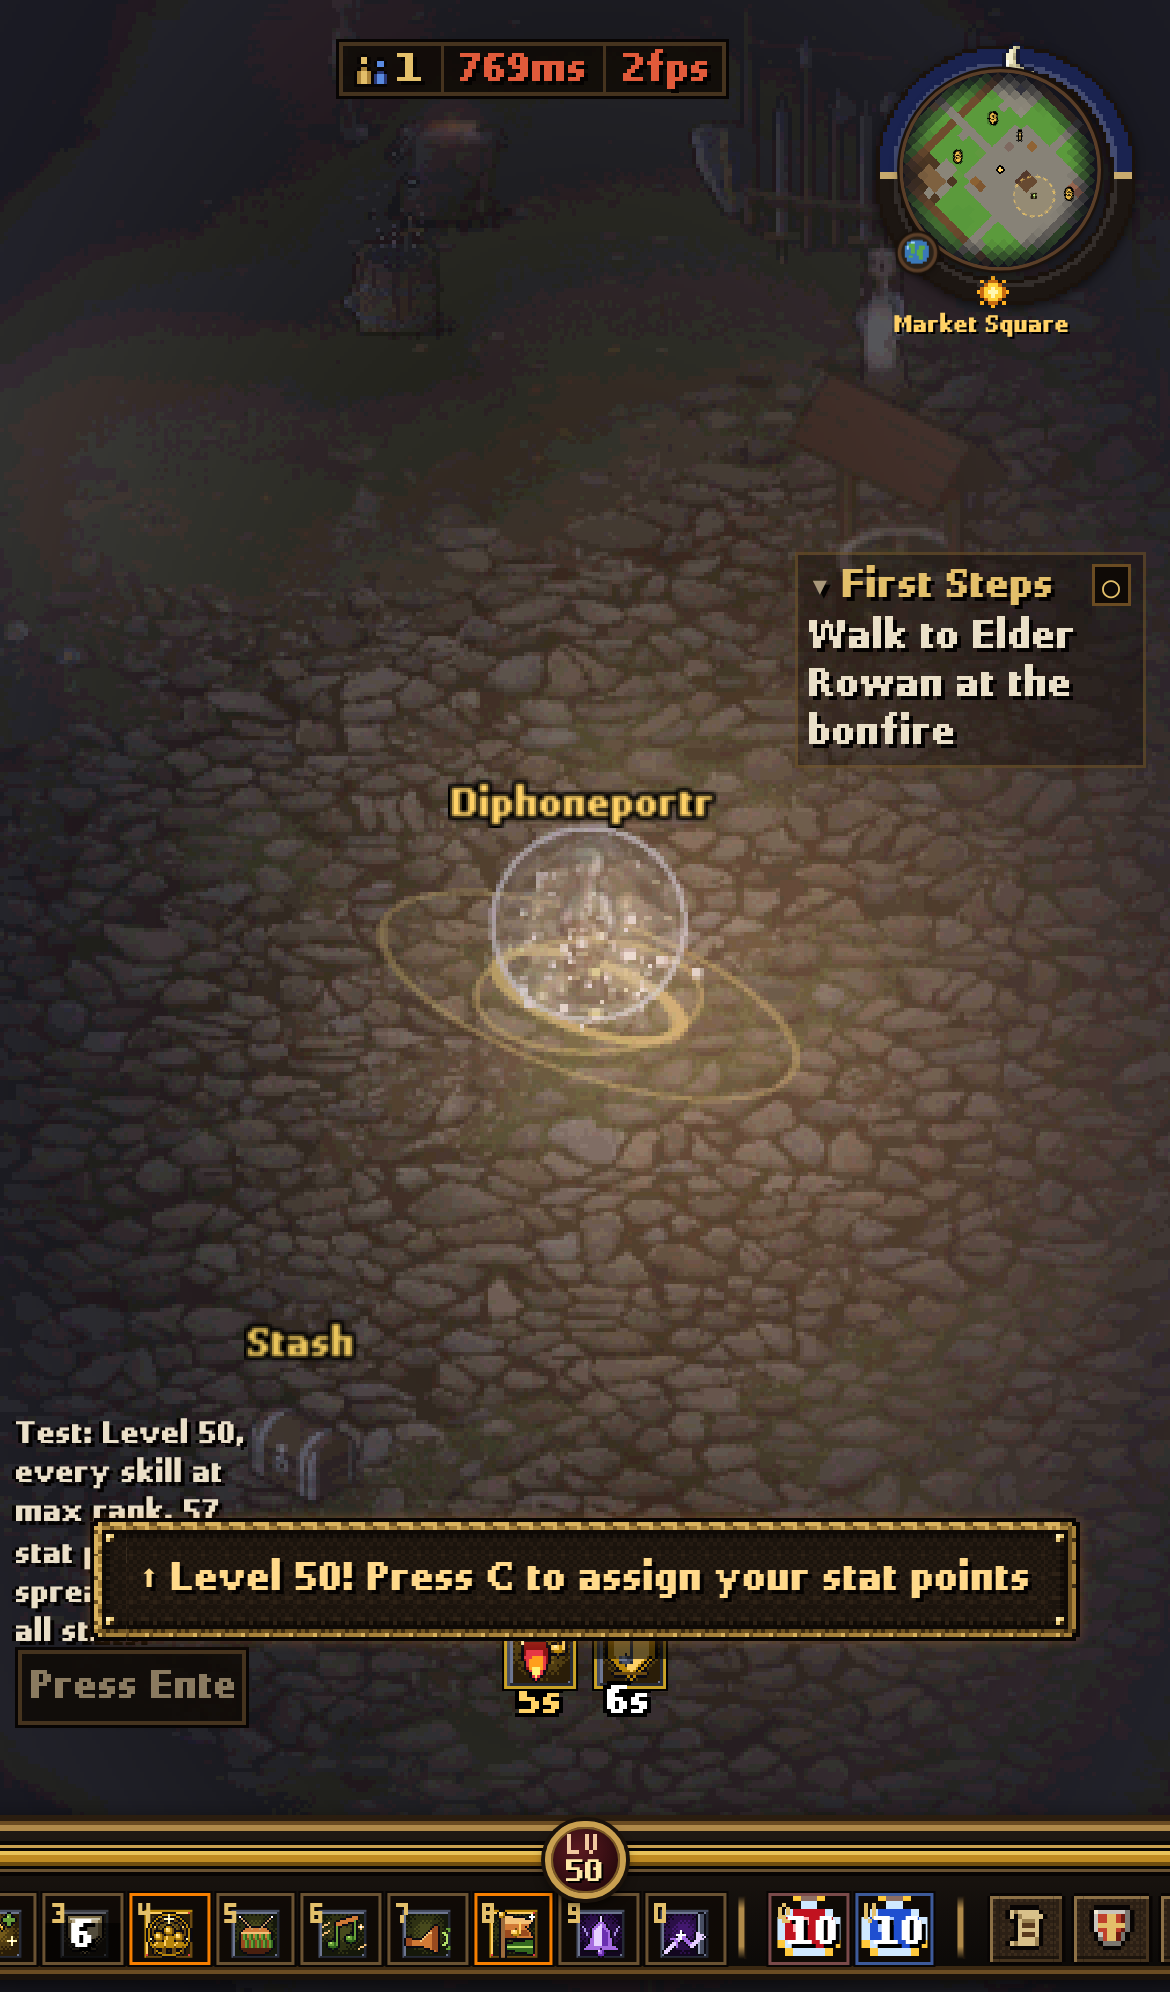 1 769ms 2fps
Market Square
▼ First Steps
Walk to Elder
Rowan at the
bonfire
Diphoneportr
Stash
Test: Level 50,
every skill at
max rank. 57
stat
all
↑ Level 50! Press C to assign your stat points
Press Ente
5s 6s
LV
50
3 6 4 5 6 7 8 9 0 10 10